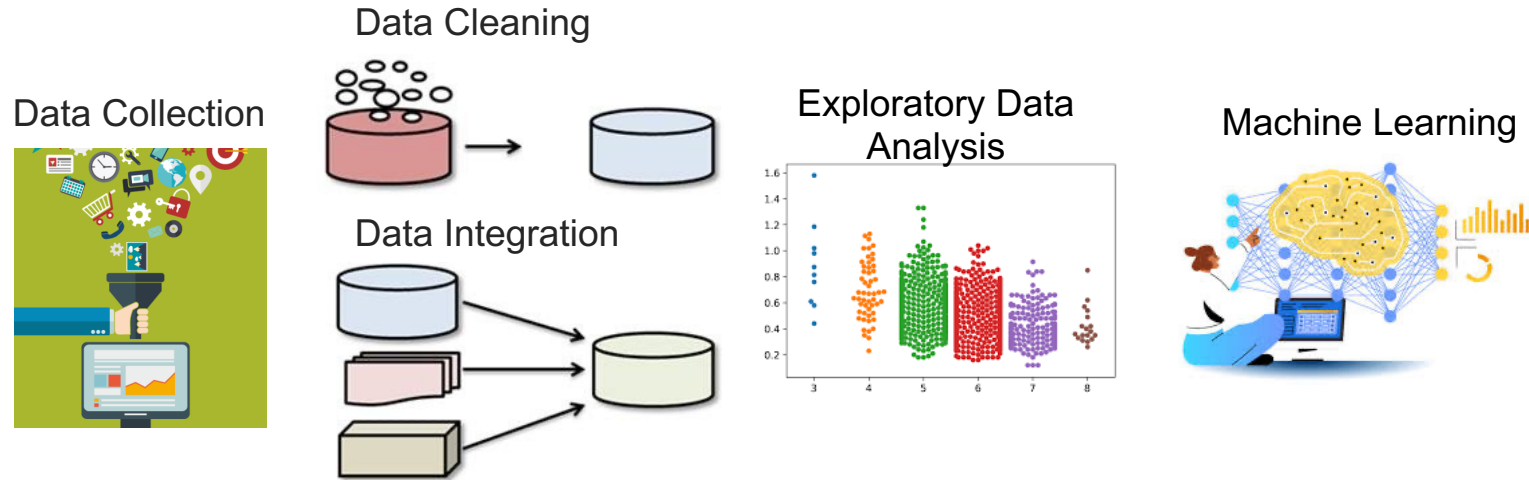 Data Collection
Data Cleaning
Data Integration
Exploratory Data
Analysis
1.6
1.4
1.2
1.0
0.8
0.6
0.4
0.2
3 4 5 6 7 8
Machine Learning